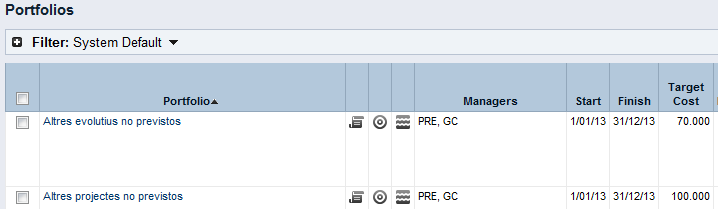 Portfolios
Filter: System Default
Portfolio Managers Start Finish Target Cost
Altres evolutius no previstos PRE, GC 1/01/13 31/12/13 70.000
Altres projectes no previstos PRE, GC 1/01/13 31/12/13 100.000